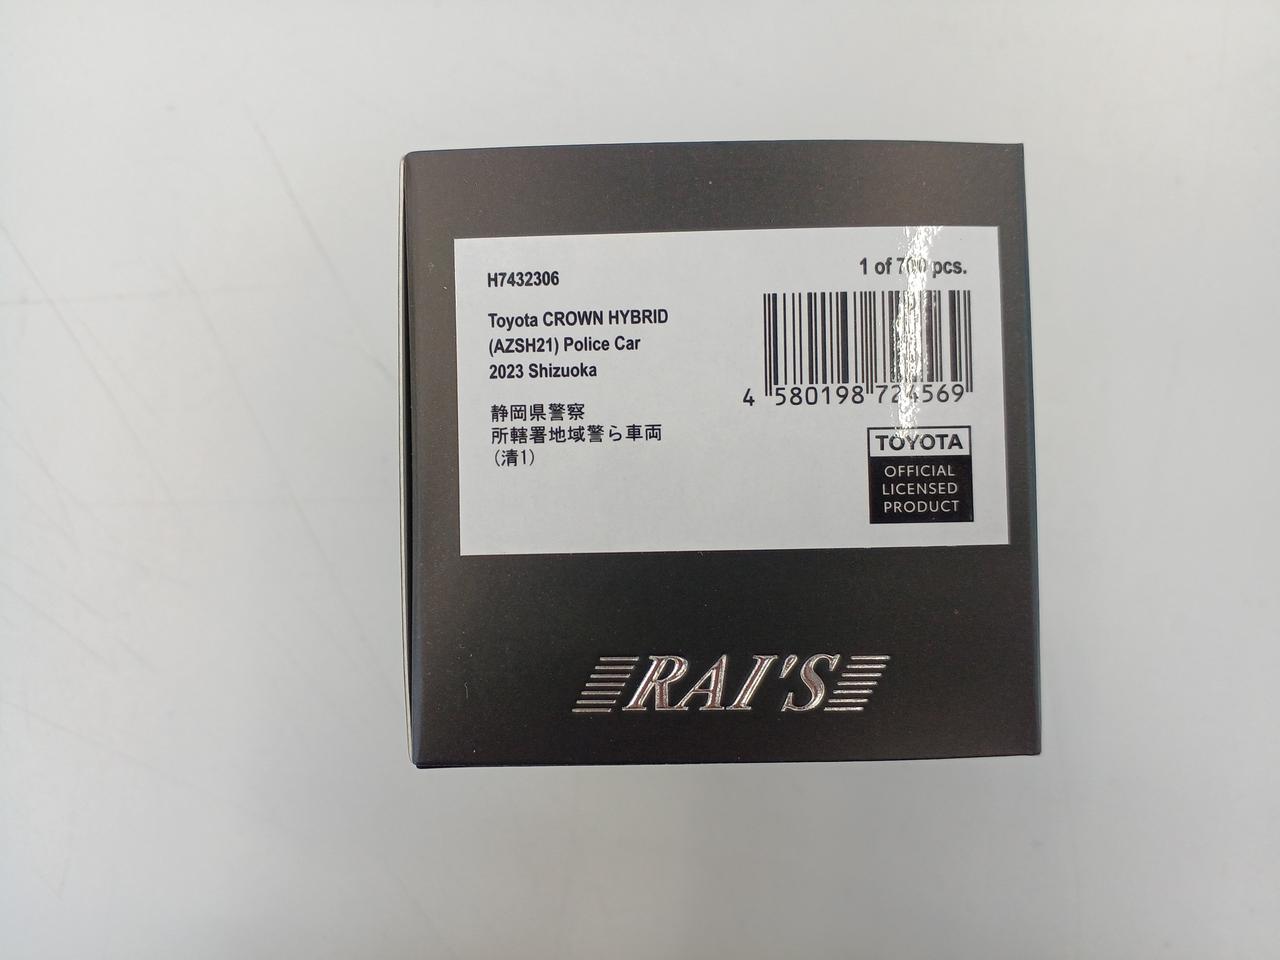 H7432306
1 of 700 pcs.
Toyota CROWN HYBRID
(AZSH21) Police Car
2023 Shizuoka
静岡県警察
所轄署地域警ら車両
（清1）
4 580198 724569
TOYOTA
OFFICIAL
LICENSED
PRODUCT
RAI'S